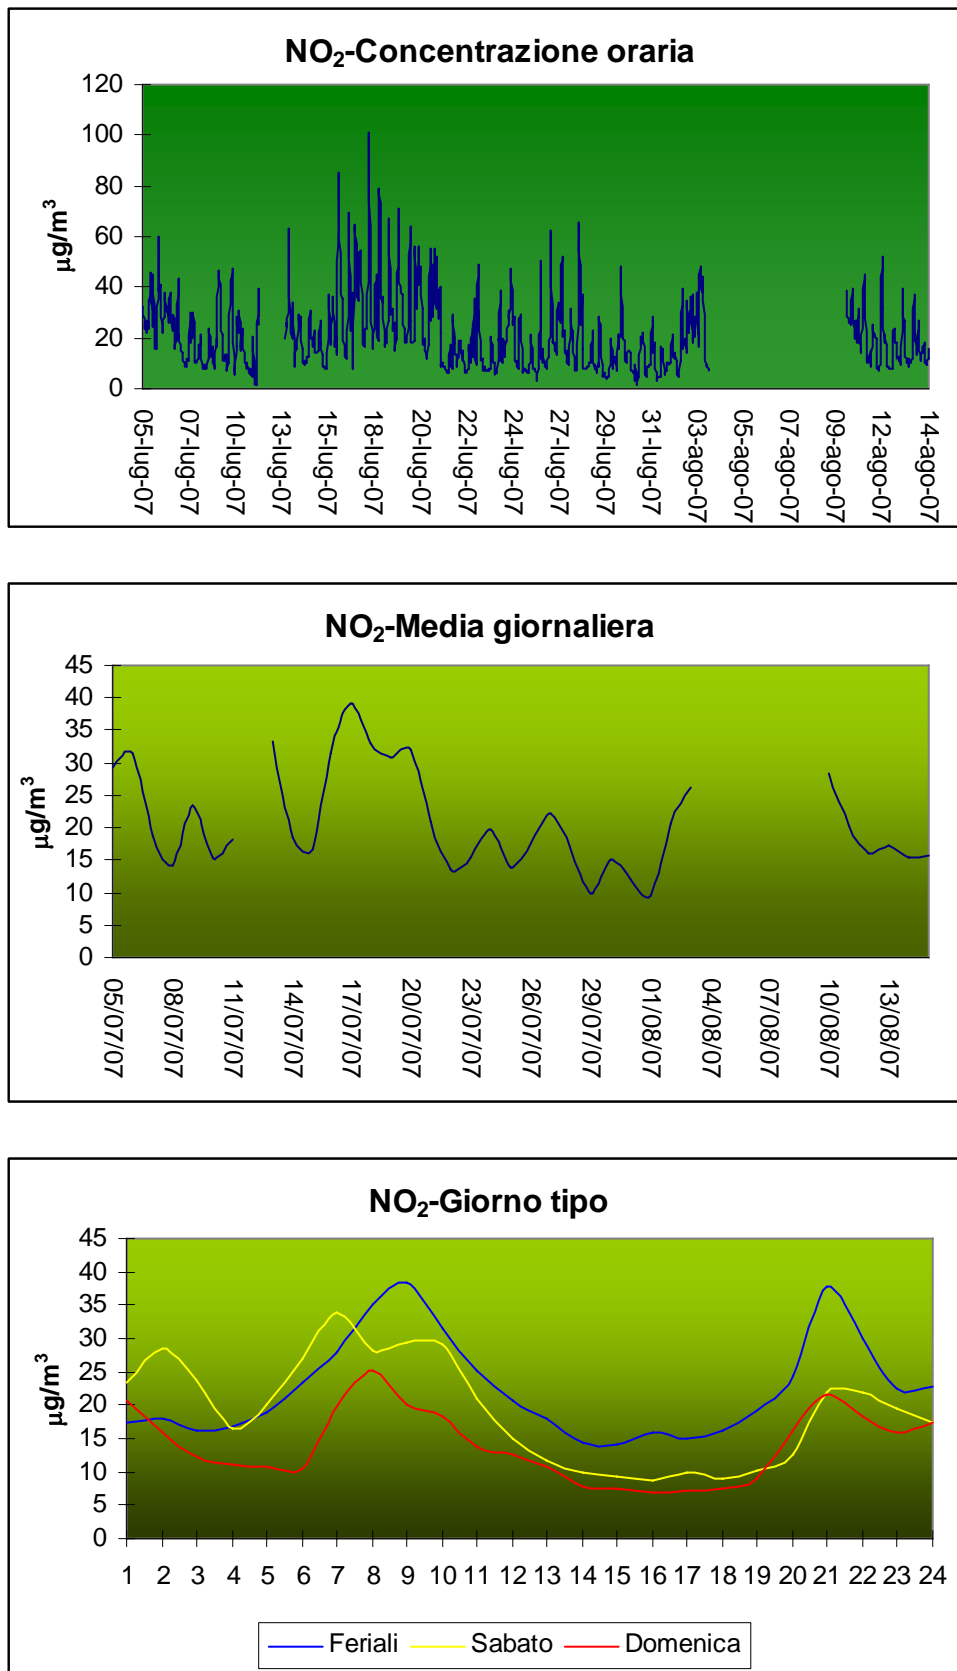 NO₂-Concentrazione oraria
120
100
80
60
40
20
0
µg/m³
05-lug-07
07-lug-07
10-lug-07
13-lug-07
15-lug-07
18-lug-07
20-lug-07
22-lug-07
24-lug-07
27-lug-07
29-lug-07
31-lug-07
03-ago-07
05-ago-07
07-ago-07
09-ago-07
12-ago-07
14-ago-07
NO₂-Media giornaliera
45
40
35
30
25
20
15
10
5
0
µg/m³
05/07/07
08/07/07
11/07/07
14/07/07
17/07/07
20/07/07
23/07/07
26/07/07
29/07/07
01/08/07
04/08/07
07/08/07
10/08/07
13/08/07
NO₂-Giorno tipo
45
40
35
30
25
20
15
10
5
0
µg/m³
1 2 3 4 5 6 7 8 9 10 11 12 13 14 15 16 17 18 19 20 21 22 23 24
Feriali Sabato Domenica